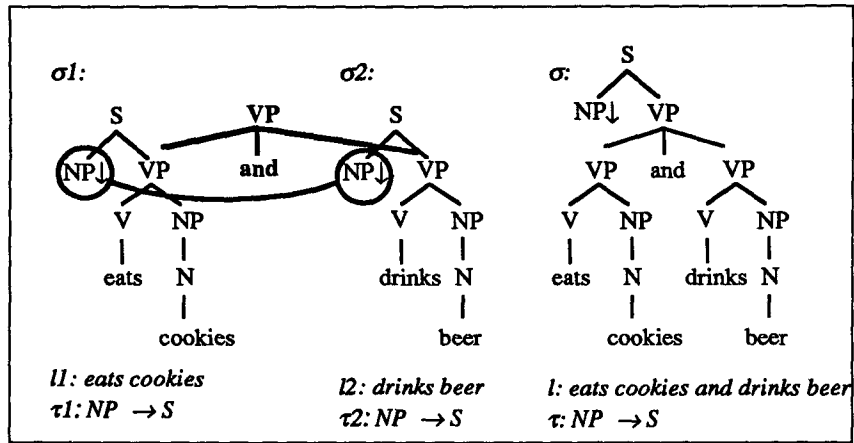 σ1: σ2: σ: S
S VP S NP↓ VP
NP↓ VP and NP↓ VP VP and VP
V NP V NP V NP V NP
eats N drinks N eats N drinks N
cookies beer cookies beer
l1: eats cookies l2: drinks beer l: eats cookies and drinks beer
τ1: NP → S τ2: NP → S τ: NP → S